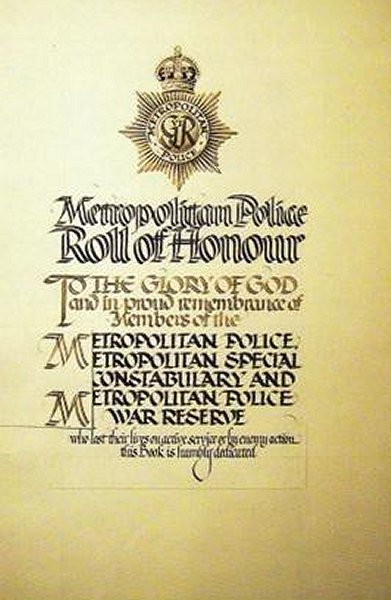 METROPOLITAN
GR
POLICE
Metropolitan Police
Roll of Honour
TO THE GLORY OF GOD
and in proud remembrance of
Members of the
METROPOLITAN POLICE,
METROPOLITAN SPECIAL
CONSTABULARY AND
METROPOLITAN POLICE
WAR RESERVE
who lost their lives on active service or by enemy action
this Book is humbly dedicated